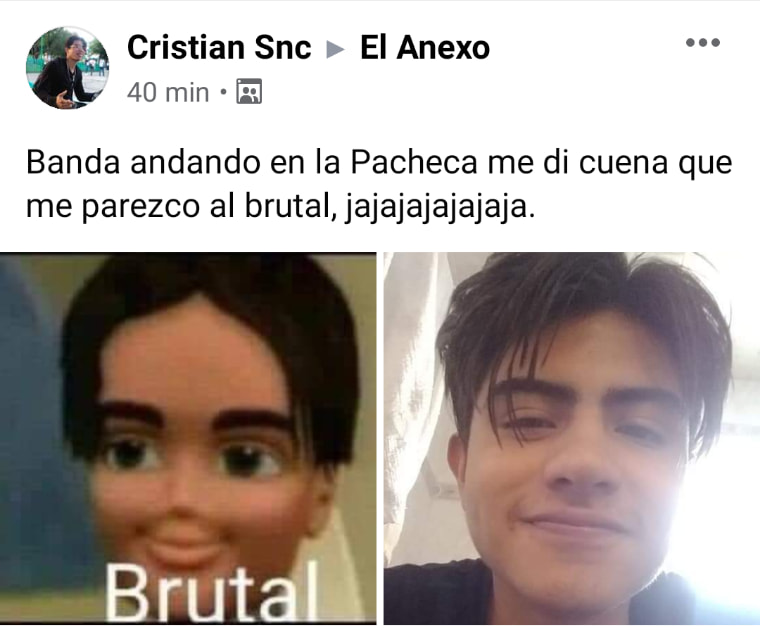 Cristian Snc ▸ El Anexo
40 min •
Banda andando en la Pacheca me di cuena que
me parezco al brutal, jajajajajajaja.
Brutal